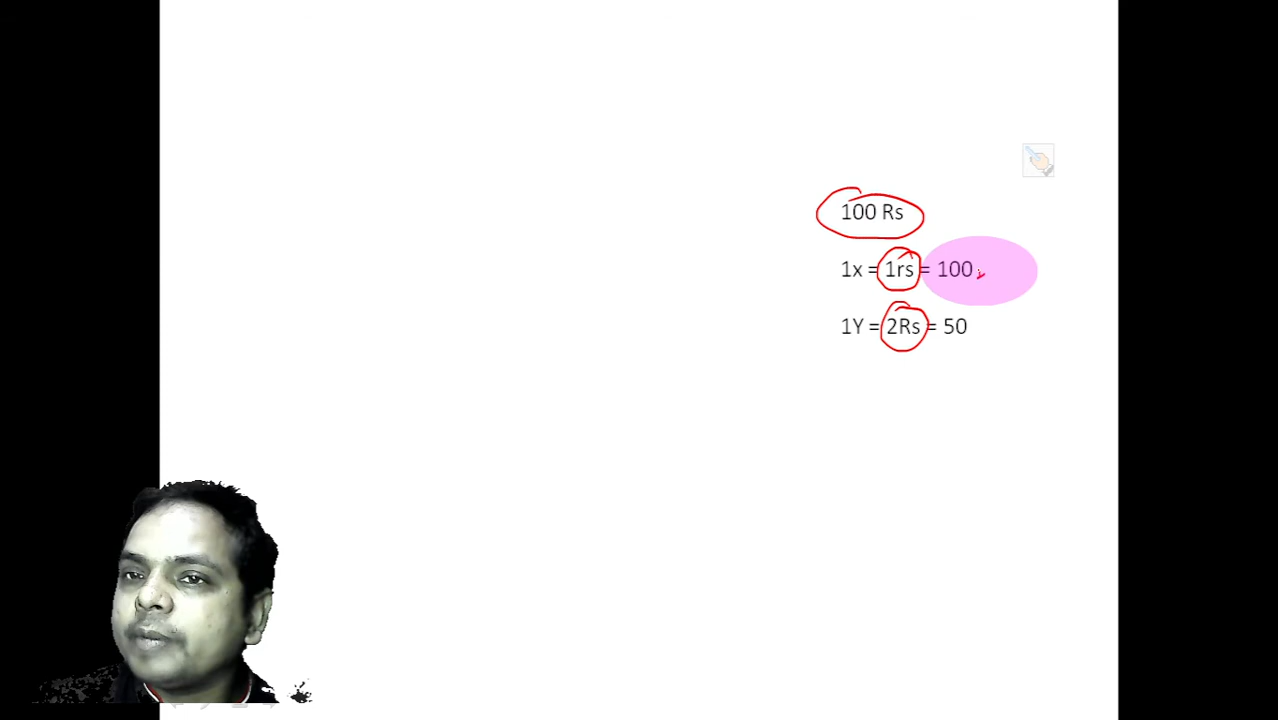 100 Rs
1x = 1rs = 100
1Y = 2Rs = 50